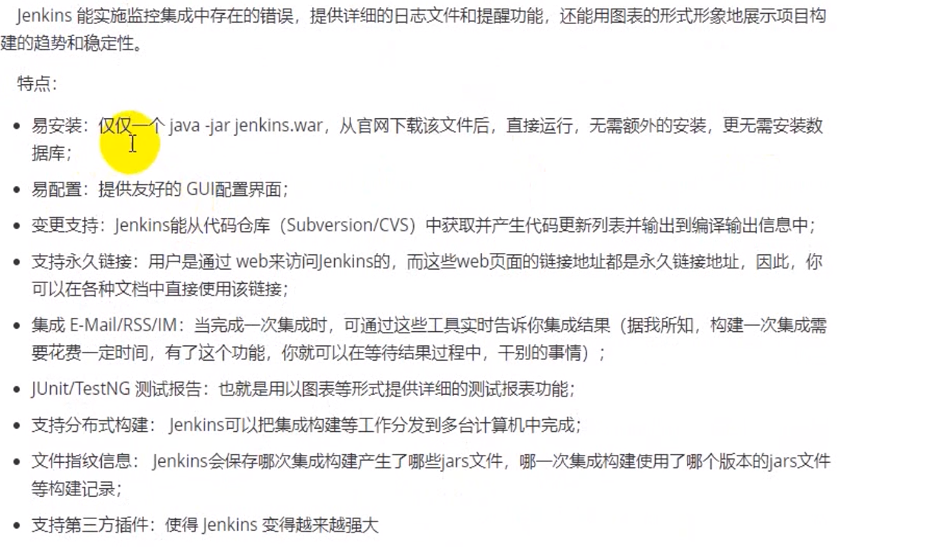 Jenkins 能实施监控集成中存在的错误，提供详细的日志文件和提醒功能，还能用图表的形式形象地展示项目构
建的趋势和稳定性。
特点：
• 易安装：仅仅一个 java -jar jenkins.war，从官网下载该文件后，直接运行，无需额外的安装，更无需安装数
据库；
• 易配置：提供友好的 GUI配置界面；
• 变更支持：Jenkins能从代码仓库（Subversion/CVS）中获取并产生代码更新列表并输出到编译输出信息中；
• 支持永久链接：用户是通过 web来访问Jenkins的，而这些web页面的链接地址都是永久链接地址，因此，你
可以在各种文档中直接使用该链接；
• 集成 E-Mail/RSS/IM：当完成一次集成时，可通过这些工具实时告诉你集成结果（据我所知，构建一次集成需
要花费一定时间，有了这个功能，你就可以在等待结果过程中，干别的事情）；
• JUnit/TestNG 测试报告：也就是用以图表等形式提供详细的测试报表功能；
• 支持分布式构建： Jenkins可以把集成构建等工作分发到多台计算机中完成；
• 文件指纹信息： Jenkins会保存哪次集成构建产生了哪些jars文件，哪一次集成构建使用了哪个版本的jars文件
等构建记录；
• 支持第三方插件：使得 Jenkins 变得越来越强大